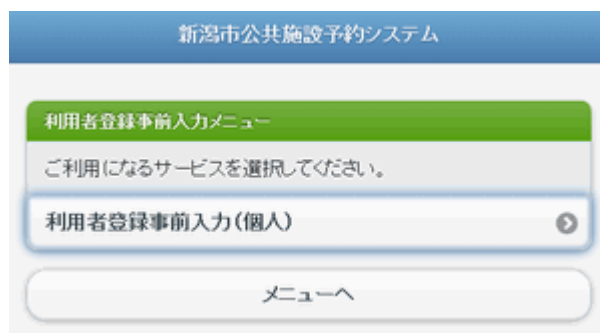 新潟市公共施設予約システム
利用者登録事前入力メニュー
ご利用になるサービスを選択してください。
利用者登録事前入力(個人)
メニューへ